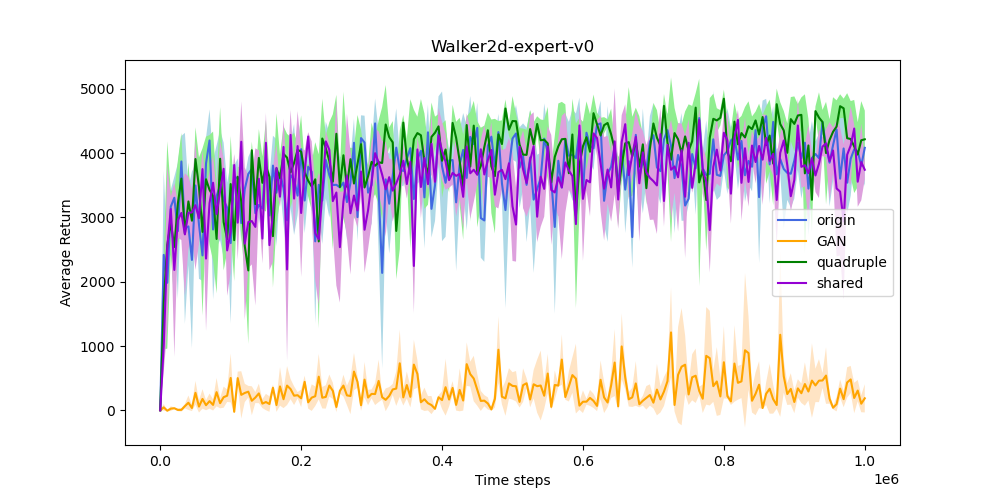 Walker2d-expert-v0
Average Return
5000
4000
3000
2000
1000
0
origin
GAN
quadruple
shared
0.0
0.2
0.4
0.6
0.8
1.0
1e6
Time steps